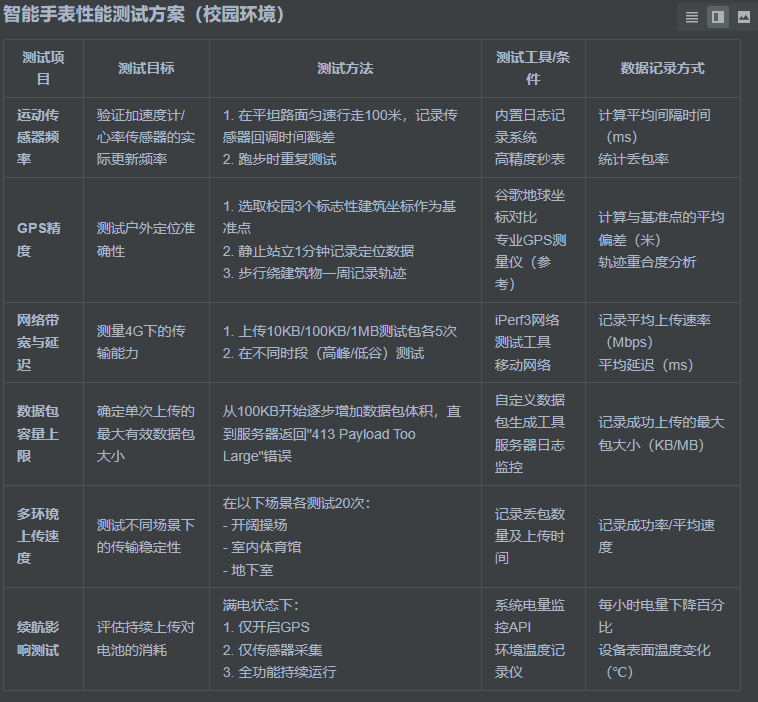 智能手表性能测试方案（校园环境）
测试项
目
测试目标
测试方法
测试工具/条
件
数据记录方式
运动传
感器频
率
验证加速度计/
心率传感器的实
际更新频率
1. 在平坦路面匀速行走100米，记录传
感器回调时间戳差
2. 跑步时重复测试
内置日志记
录系统
高精度秒表
计算平均间隔时间
（ms）
统计丢包率
GPS精
度
测试户外定位准
确性
1. 选取校园3个标志性建筑坐标作为基
准点
2. 静止站立1分钟记录定位数据
3. 步行绕建筑物一周记录轨迹
谷歌地球坐
标对比
专业GPS测
量仪（参
考）
计算与基准点的平均
偏差（米）
轨迹重合度分析
网络带
宽与延
迟
测量4G下的传
输能力
1. 上传10KB/100KB/1MB测试包各5次
2. 在不同时段（高峰/低谷）测试
iPerf3网络
测试工具
移动网络
记录平均上传速率
（Mbps）
平均延迟（ms）
数据包
容量上
限
确定单次上传的
最大有效数据包
大小
从100KB开始逐步增加数据包体积，直
到服务器返回"413 Payload Too
Large"错误
自定义数据
包生成工具
服务器日志
监控
记录成功上传的最大
包大小（KB/MB）
多环境
上传速
度
测试不同场景下
的传输稳定性
在以下场景各测试20次：
- 开阔操场
- 室内体育馆
- 地下室
记录丢包数
量及上传时
间
记录成功率/平均速
度
续航影
响测试
评估持续上传对
电池的消耗
满电状态下：
1. 仅开启GPS
2. 仅传感器采集
3. 全功能持续运行
系统电量监
控API
环境温度记
录仪
每小时电量下降百分
比
设备表面温度变化
（℃）